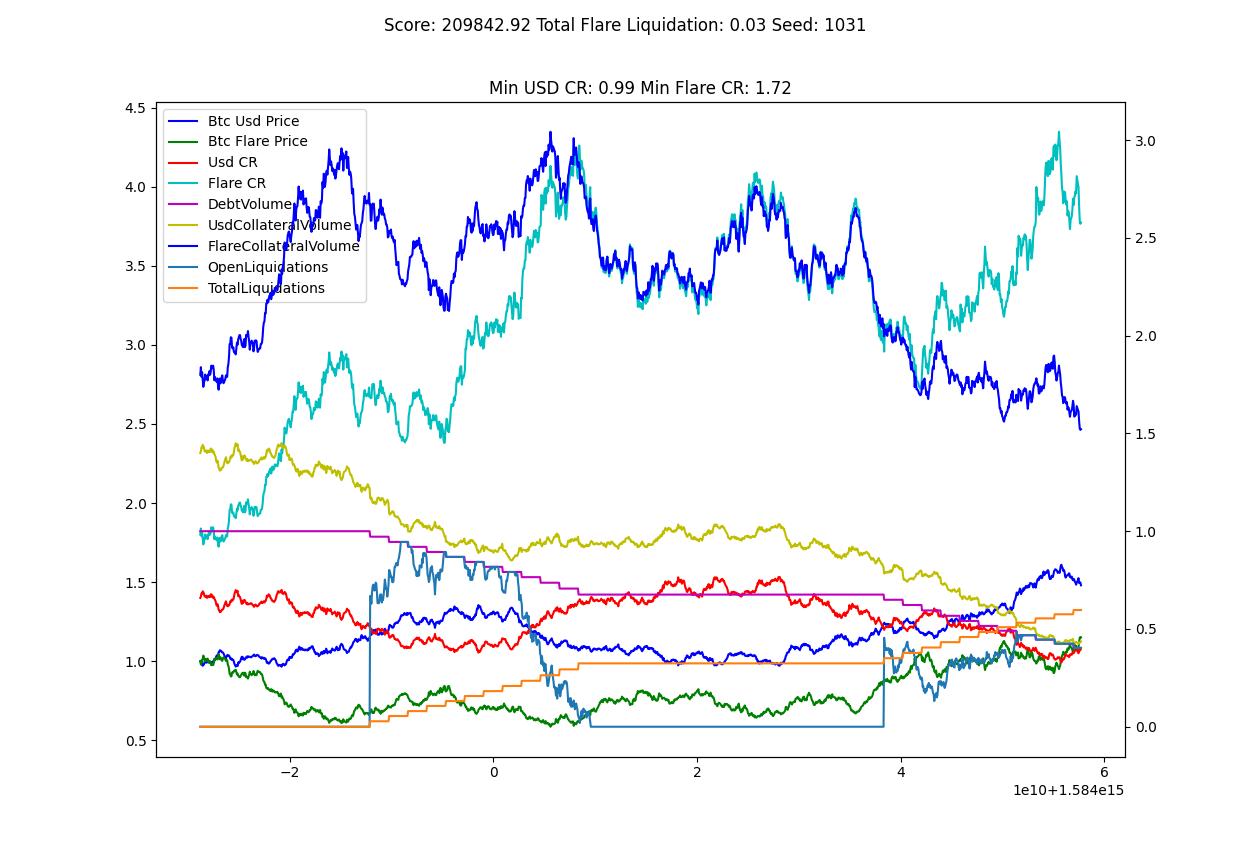 Score: 209842.92 Total Flare Liquidation: 0.03 Seed: 1031
Min USD CR: 0.99 Min Flare CR: 1.72
Btc Usd Price
Btc Flare Price
Usd CR
Flare CR
DebtVolume
UsdCollateralVolume
FlareCollateralVolume
OpenLiquidations
TotalLiquidations
4.5
4.0
3.5
3.0
2.5
2.0
1.5
1.0
0.5
3.0
2.5
2.0
1.5
1.0
0.5
0.0
−2 0 2 4 6
1e10+1.584e15